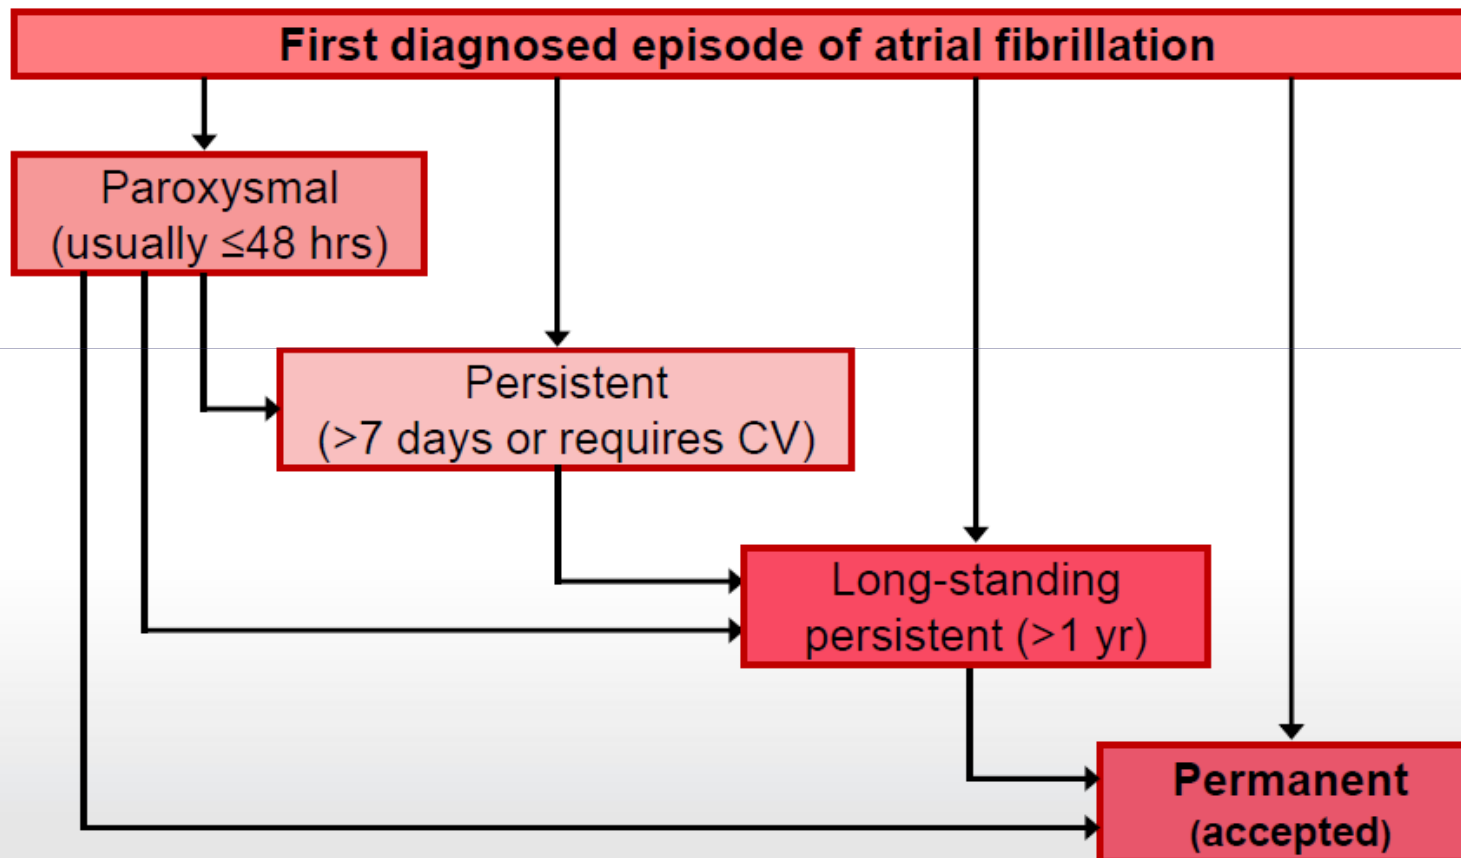 First diagnosed episode of atrial fibrillation
Paroxysmal
(usually ≤48 hrs)
Persistent
(>7 days or requires CV)
Long-standing
persistent (>1 yr)
Permanent
(accepted)